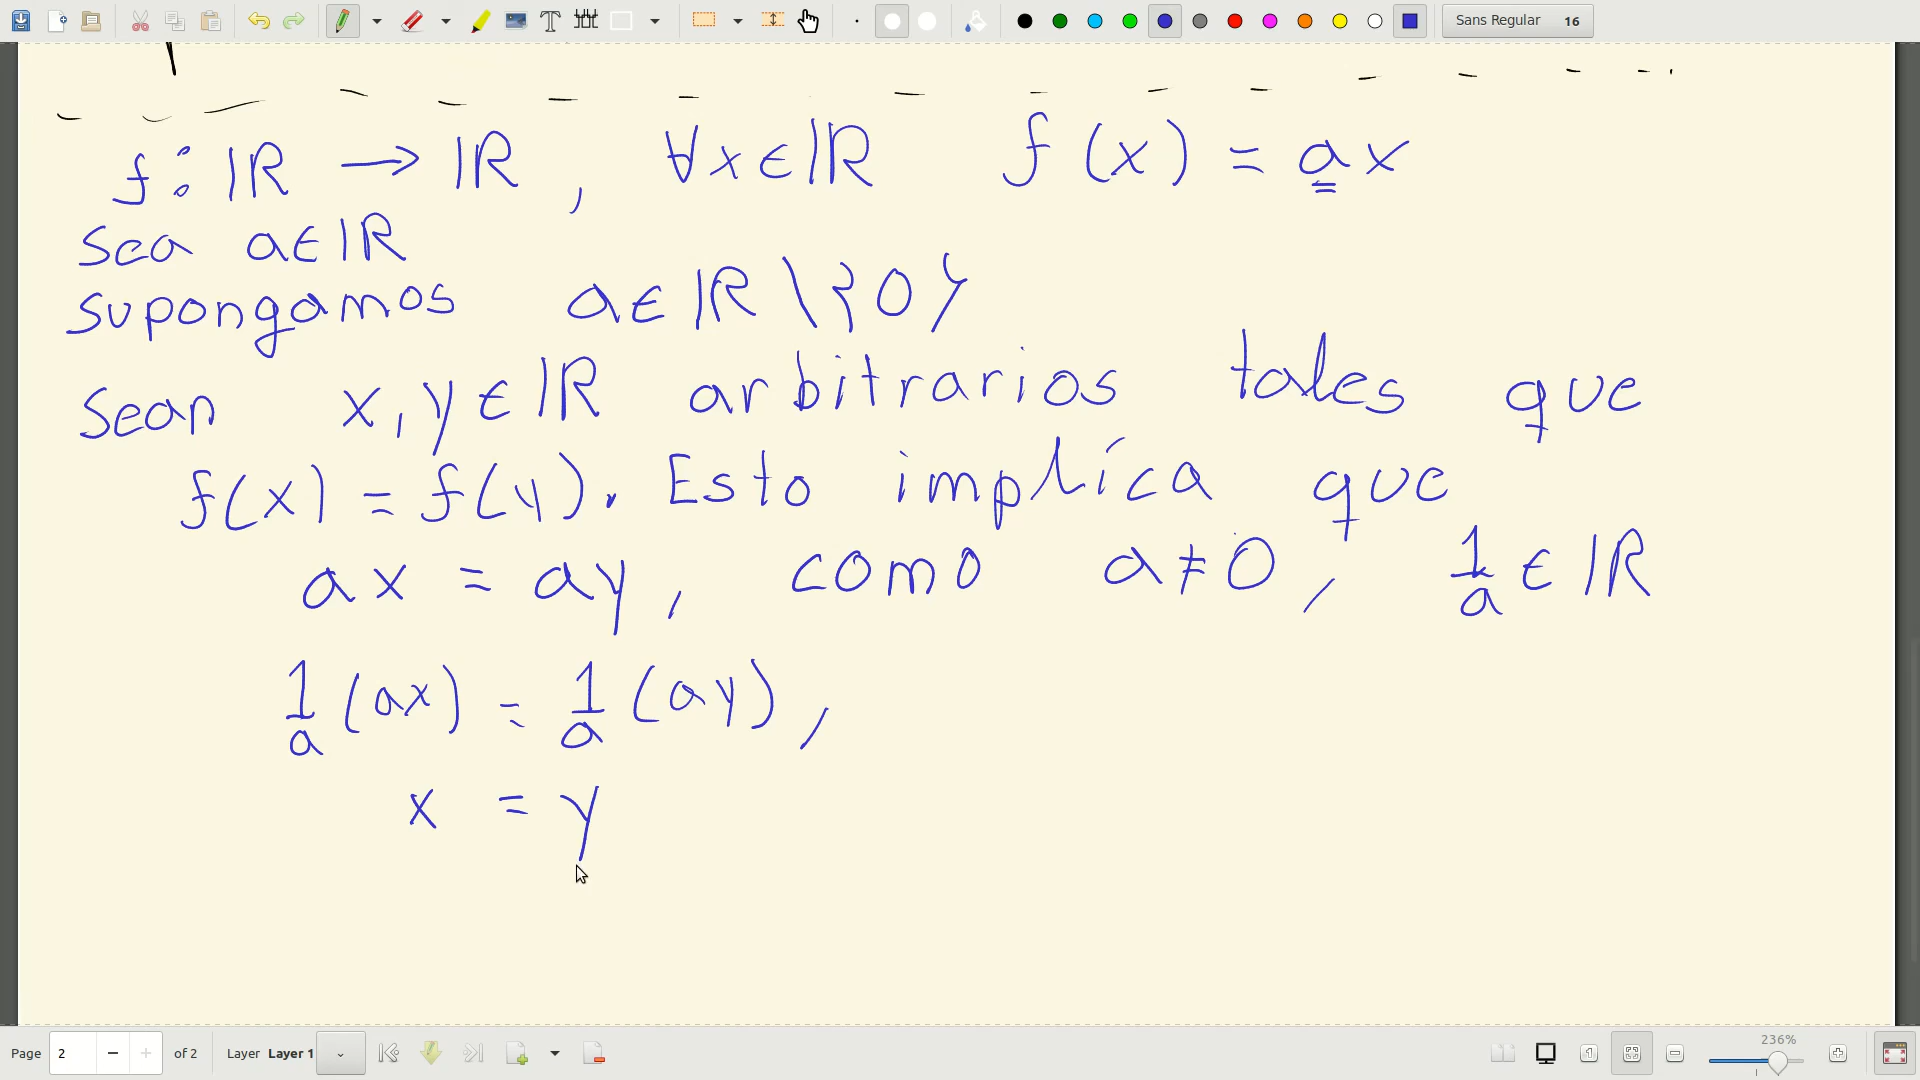 Sans Regular 16
f: ℝ → ℝ, ∀x∈ℝ f(x) = ax
Sea a∈ℝ
supongamos a∈ℝ\{0}
Sean x,y∈ℝ arbitrarios tales que
f(x) = f(y). Esto implica que
ax = ay, como a≠0, 1/a ∈ ℝ
1/a (ax) = 1/a (ay),
x = y
236%
Page 2 of 2 Layer Layer 1